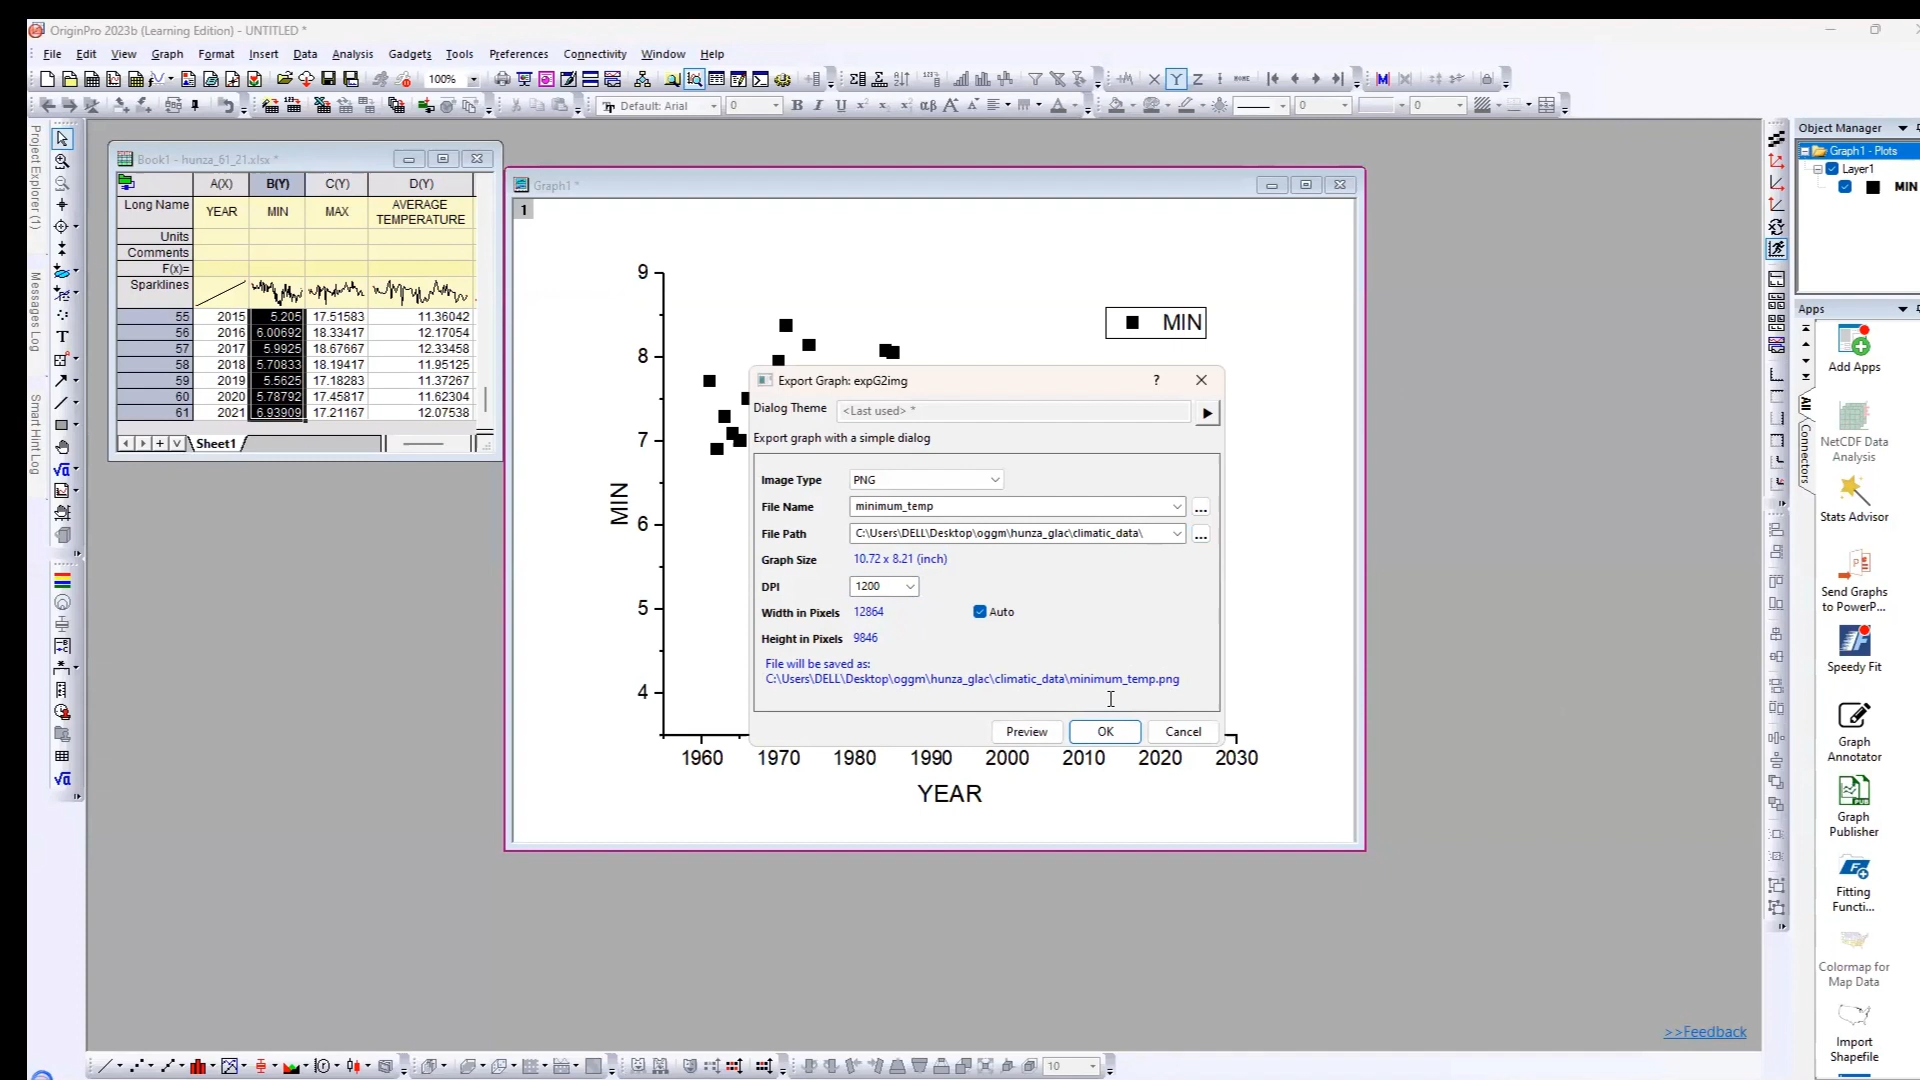 OriginPro 2023b (Learning Edition) - UNTITLED *
File Edit View Graph Format Insert Data Analysis Gadgets Tools Preferences Connectivity Window Help
100%
Default: Arial 0 B I U αβ A A A 0 0
Project Explorer (1)
Messages Log
Smart Hint Log
Book1 - hunza_61_21.xlsx *
A(X) B(Y) C(Y) D(Y)
Long Name YEAR MIN MAX AVERAGE TEMPERATURE
Units
Comments
F(x)=
Sparklines
55 2015 5.205 17.51583 11.36042
56 2016 6.00692 18.33417 12.17054
57 2017 5.9925 18.67667 12.33458
58 2018 5.70833 18.19417 11.95125
59 2019 5.5625 17.18283 11.37267
60 2020 5.78792 17.45817 11.62304
61 2021 6.93909 17.21167 12.07538
Sheet1
Graph1 *
1
9
8
7
6
5
4
MIN
MIN
1960 1970 1980 1990 2000 2010 2020 2030
YEAR
Export Graph: expG2img
?
Dialog Theme <Last used> *
Export graph with a simple dialog
Image Type PNG
File Name minimum_temp ...
File Path C:\Users\DELL\Desktop\oggm\hunza_glac\climatic_data\ ...
Graph Size 10.72 x 8.21 (inch)
DPI 1200
Width in Pixels 12864 Auto
Height in Pixels 9846
File will be saved as:
C:\Users\DELL\Desktop\oggm\hunza_glac\climatic_data\minimum_temp.png
Preview OK Cancel
Object Manager
Graph1 - Plots
Layer1
MIN
Apps
All
Connectors
Add Apps
NetCDF Data
Analysis
Stats Advisor
Send Graphs
to PowerP...
Speedy Fit
Graph
Annotator
Graph
Publisher
Fitting
Functi...
Colormap for
Map Data
Import
Shapefile
>>Feedback
10